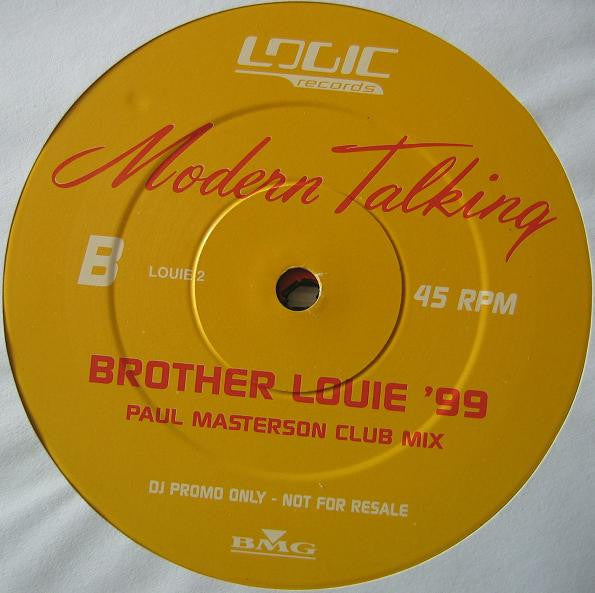 LOGIC
records
Modern Talking
B
LOUIE 2
45 RPM
BROTHER LOUIE '99
PAUL MASTERSON CLUB MIX
DJ PROMO ONLY - NOT FOR RESALE
BMG